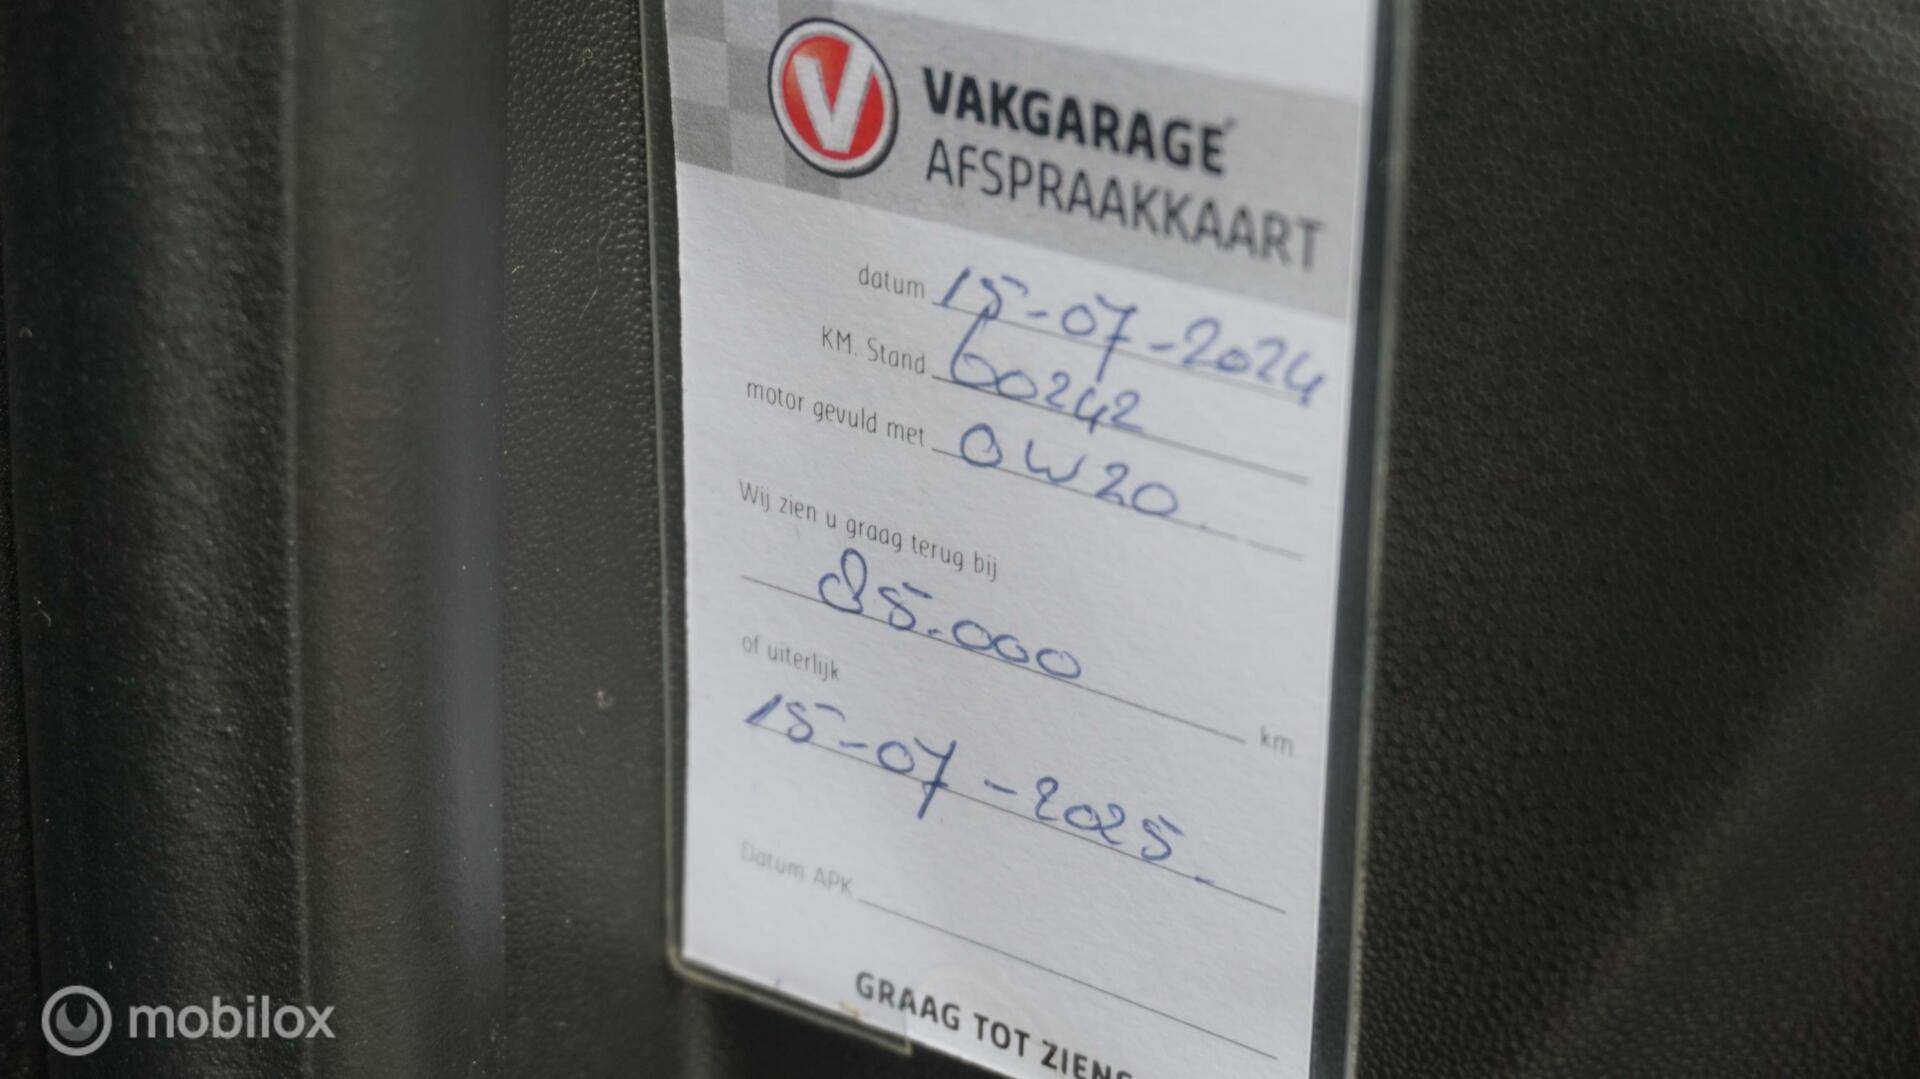 V
VAKGARAGE
AFSPRAAKKAART
datum 15-07-2024
KM. Stand 60242
motor gevuld met 0W20
Wij zien u graag terug bij
85.000 km
of uiterlijk
15-07-2025
Datum APK
GRAAG TOT ZIENS
mobilox